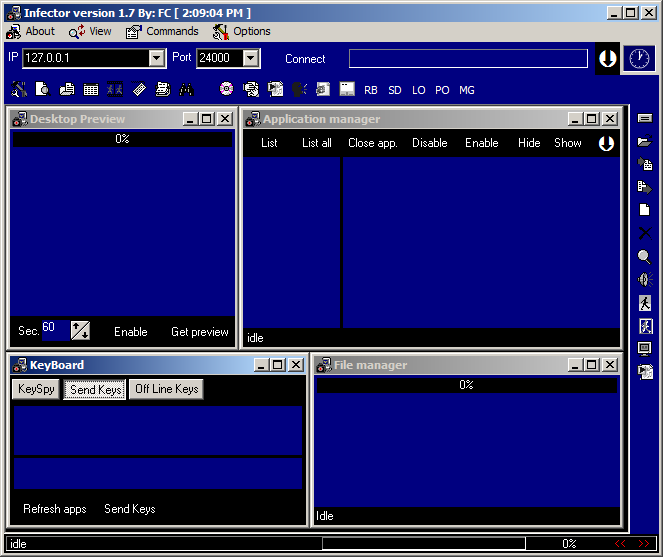 Infector version 1.7 By: FC [ 2:09:04 PM ]
About View Commands Options
IP 127.0.0.1 Port 24000 Connect
RB SD LO PO MG
Desktop Preview
0%
Sec. 60 Enable Get preview
Application manager
List List all Close app. Disable Enable Hide Show
idle
KeyBoard
KeySpy Send Keys Off Line Keys
Refresh apps Send Keys
File manager
0%
Idle
idle 0% << >>